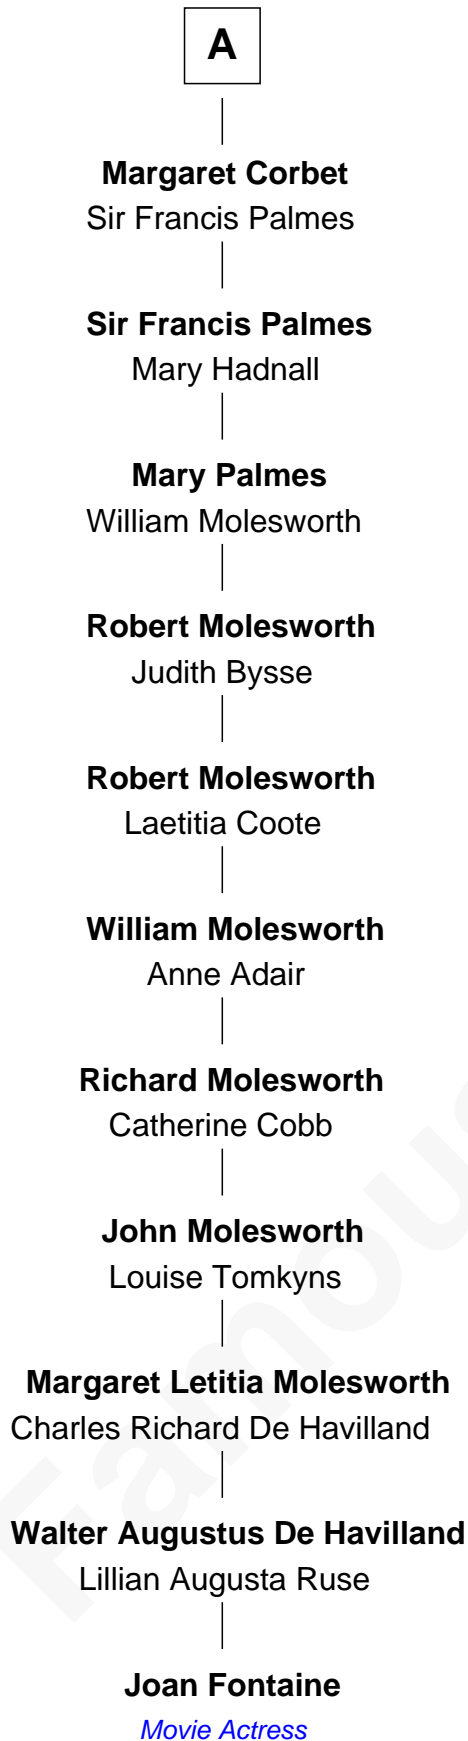 A
Margaret Corbet
Sir Francis Palmes
Sir Francis Palmes
Mary Hadnall
Mary Palmes
William Molesworth
Robert Molesworth
Judith Bysse
Robert Molesworth
Laetitia Coote
William Molesworth
Anne Adair
Richard Molesworth
Catherine Cobb
John Molesworth
Louise Tomkyns
Margaret Letitia Molesworth
Charles Richard De Havilland
Walter Augustus De Havilland
Lillian Augusta Ruse
Joan Fontaine
Movie Actress
Famous